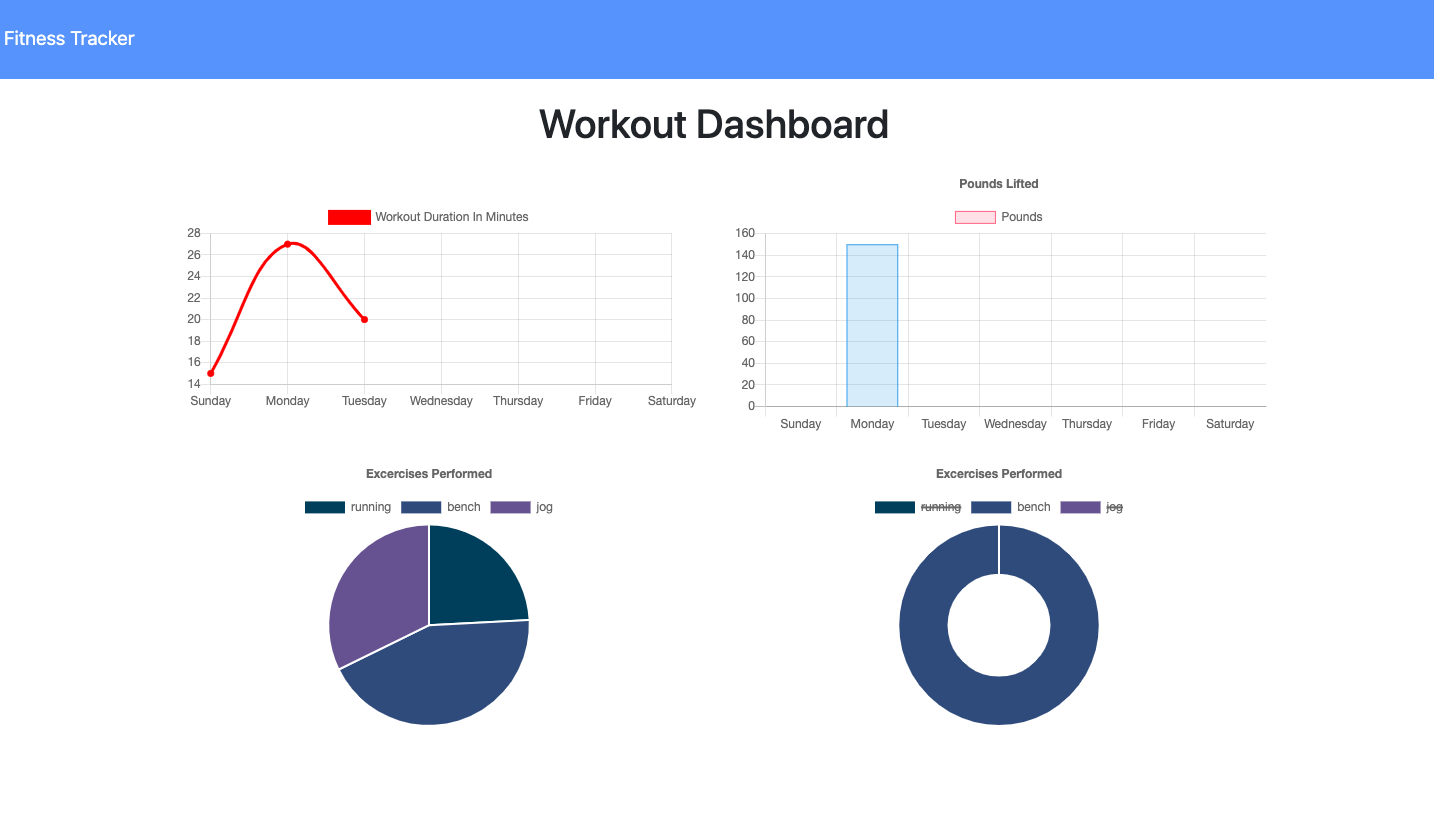 Fitness Tracker
Workout Dashboard
Workout Duration In Minutes
28
26
24
22
20
18
16
14
Sunday Monday Tuesday Wednesday Thursday Friday Saturday
Pounds Lifted
Pounds
160
140
120
100
80
60
40
20
0
Sunday Monday Tuesday Wednesday Thursday Friday Saturday
Excercises Performed
running bench jog
Excercises Performed
running bench jog